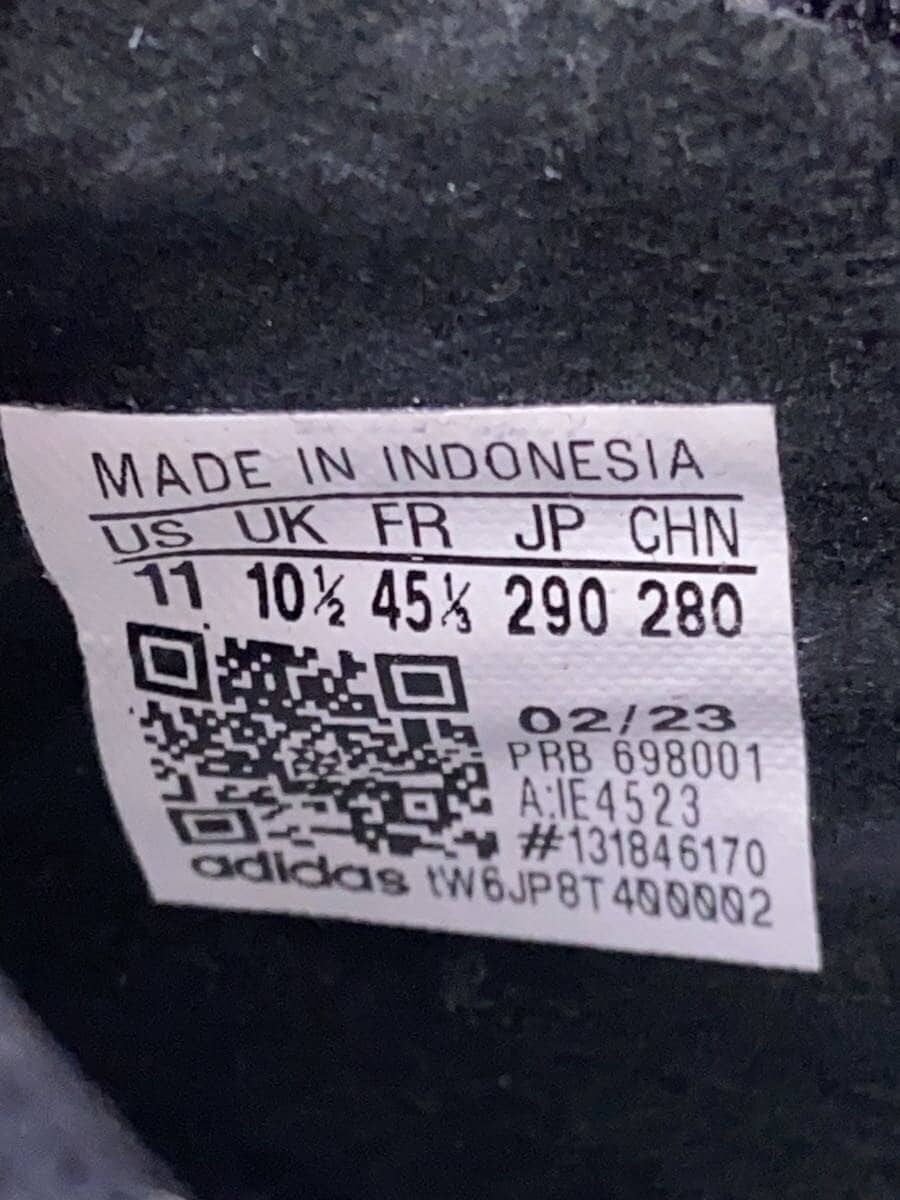 MADE IN INDONESIA
US UK FR JP CHN
11 10½ 45⅓ 290 280
02/23
PRB 698001
A:IE4523
#131846170
adidas tW6JP8T400002